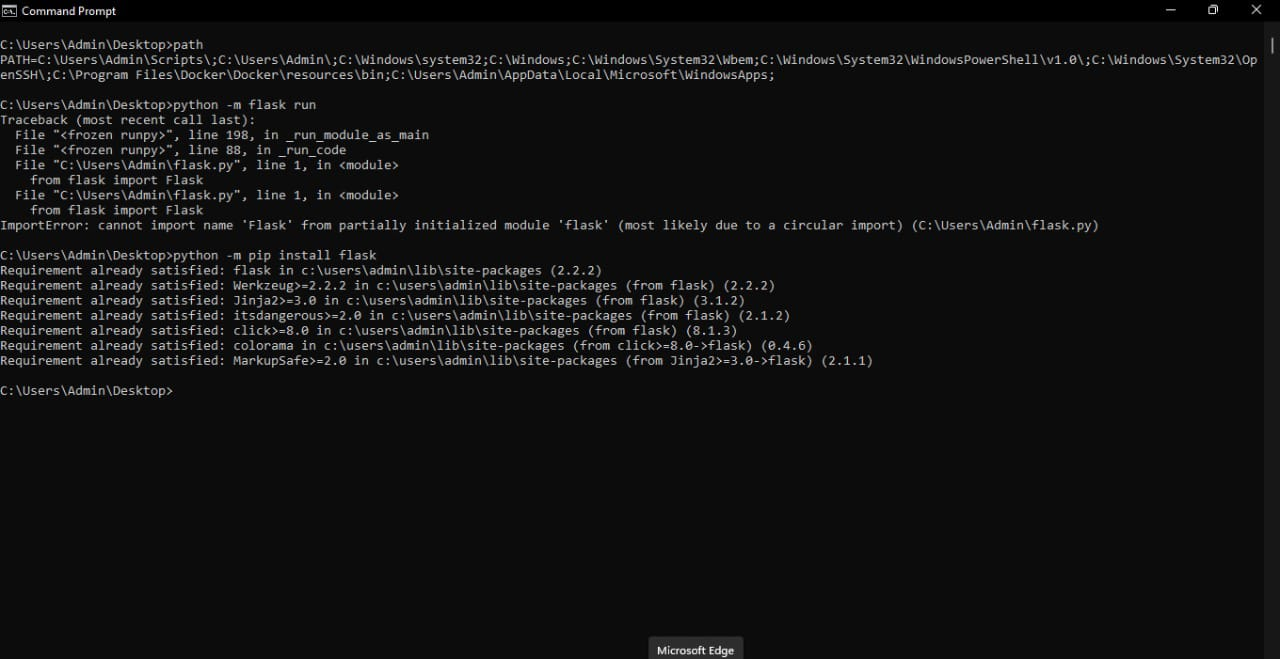 Command Prompt
C:\Users\Admin\Desktop>path
PATH=C:\Users\Admin\Scripts\;C:\Users\Admin\;C:\Windows\system32;C:\Windows;C:\Windows\System32\Wbem;C:\Windows\System32\WindowsPowerShell\v1.0\;C:\Windows\System32\Op
enSSH\;C:\Program Files\Docker\Docker\resources\bin;C:\Users\Admin\AppData\Local\Microsoft\WindowsApps;
C:\Users\Admin\Desktop>python -m flask run
Traceback (most recent call last):
  File "<frozen runpy>", line 198, in _run_module_as_main
  File "<frozen runpy>", line 88, in _run_code
  File "C:\Users\Admin\flask.py", line 1, in <module>
    from flask import Flask
  File "C:\Users\Admin\flask.py", line 1, in <module>
    from flask import Flask
ImportError: cannot import name 'Flask' from partially initialized module 'flask' (most likely due to a circular import) (C:\Users\Admin\flask.py)
C:\Users\Admin\Desktop>python -m pip install flask
Requirement already satisfied: flask in c:\users\admin\lib\site-packages (2.2.2)
Requirement already satisfied: Werkzeug>=2.2.2 in c:\users\admin\lib\site-packages (from flask) (2.2.2)
Requirement already satisfied: Jinja2>=3.0 in c:\users\admin\lib\site-packages (from flask) (3.1.2)
Requirement already satisfied: itsdangerous>=2.0 in c:\users\admin\lib\site-packages (from flask) (2.1.2)
Requirement already satisfied: click>=8.0 in c:\users\admin\lib\site-packages (from flask) (8.1.3)
Requirement already satisfied: colorama in c:\users\admin\lib\site-packages (from click>=8.0->flask) (0.4.6)
Requirement already satisfied: MarkupSafe>=2.0 in c:\users\admin\lib\site-packages (from Jinja2>=3.0->flask) (2.1.1)
C:\Users\Admin\Desktop>
Microsoft Edge